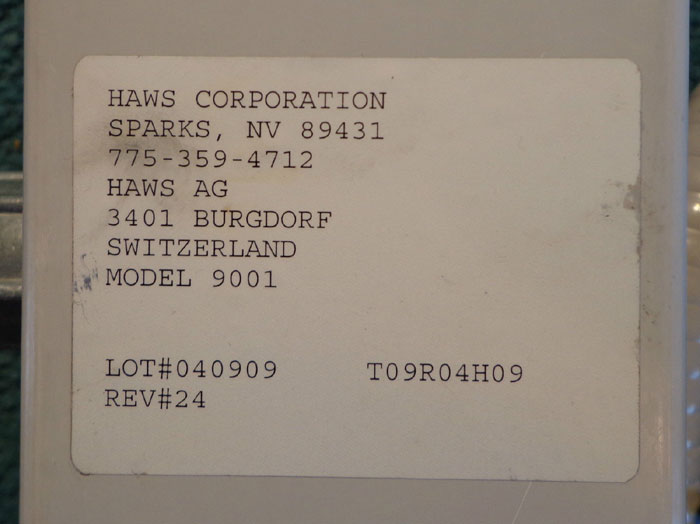 HAWS CORPORATION
SPARKS, NV 89431
775-359-4712
HAWS AG
3401 BURGDORF
SWITZERLAND
MODEL 9001
LOT#040909 T09R04H09
REV#24